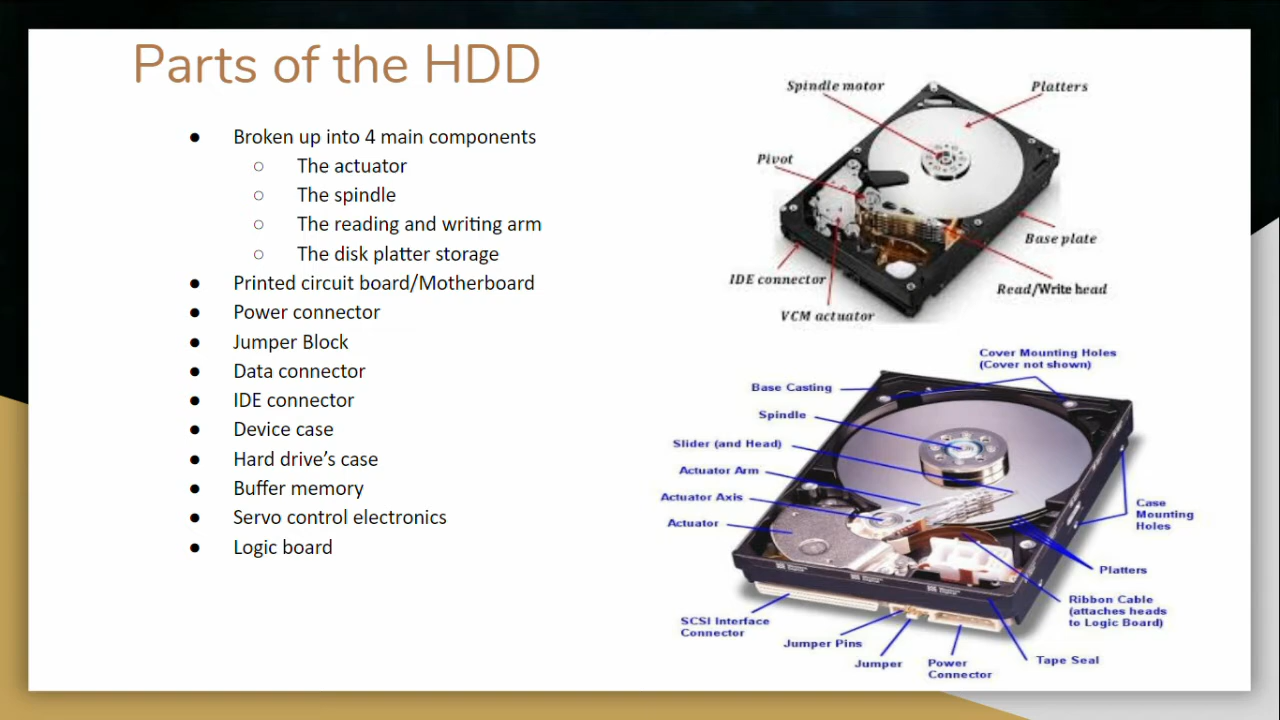 Parts of the HDD
● Broken up into 4 main components
○ The actuator
○ The spindle
○ The reading and writing arm
○ The disk platter storage
● Printed circuit board/Motherboard
● Power connector
● Jumper Block
● Data connector
● IDE connector
● Device case
● Hard drive’s case
● Buffer memory
● Servo control electronics
● Logic board
Spindle motor
Platters
Pivot
Base plate
IDE connector
Read/Write head
VCM actuator
Cover Mounting Holes
(Cover not shown)
Base Casting
Spindle
Slider (and Head)
Actuator Arm
Actuator Axis
Actuator
Case
Mounting
Holes
Platters
Ribbon Cable
(attaches heads
to Logic Board)
SCSI Interface
Connector
Jumper Pins
Jumper
Power
Connector
Tape Seal